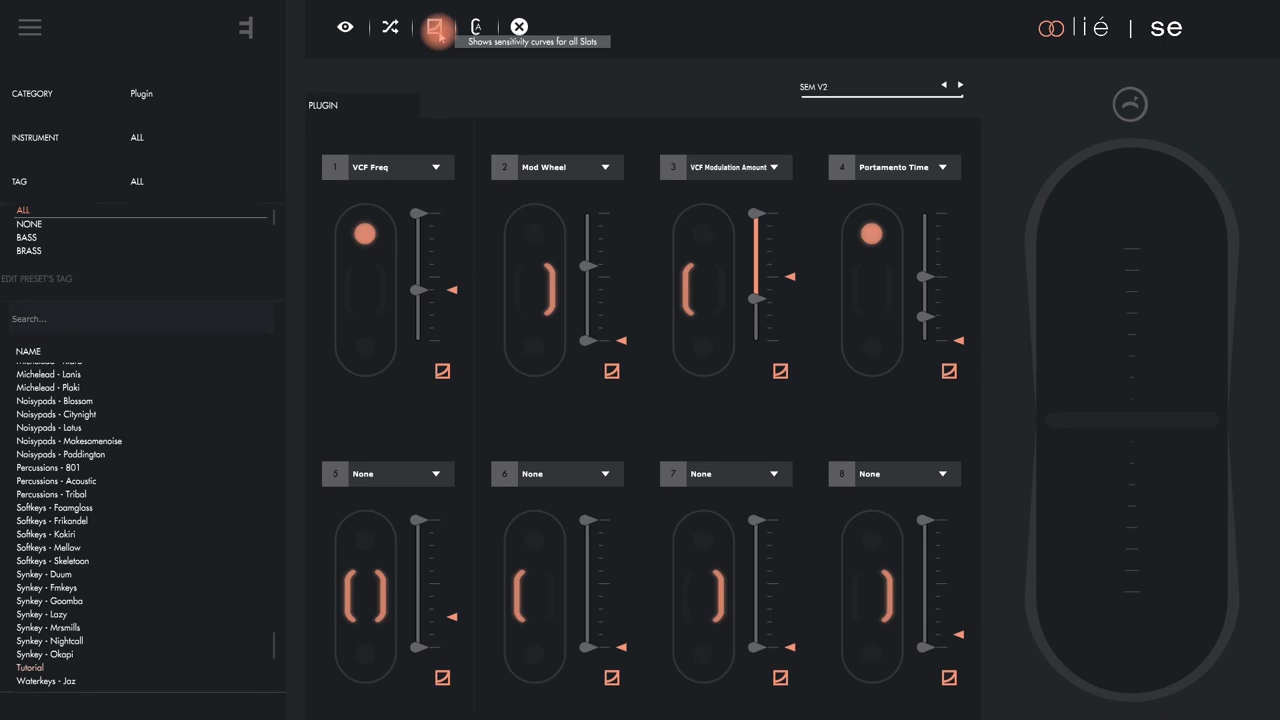 A
Shows sensitivity curves for all Slots
lié | se
CATEGORY Plugin
SEM V2
PLUGIN
INSTRUMENT ALL
TAG ALL
1 VCF Freq
2 Mod Wheel
3 VCF Modulation Amount
4 Portamento Time
ALL
NONE
BASS
BRASS
EDIT PRESET'S TAG
Search...
NAME
Michelead - Lanis
Michelead - Plaki
Noisypads - Blossom
Noisypads - Citynight
Noisypads - Lotus
Noisypads - Makesomenoise
Noisypads - Paddington
Percussions - 801
Percussions - Acoustic
Percussions - Tribal
Softkeys - Foamglass
Softkeys - Frikandel
Softkeys - Kokiri
Softkeys - Mellow
Softkeys - Skeletoon
Synkey - Duum
Synkey - Fmkeys
Synkey - Goomba
Synkey - Lazy
Synkey - Mrsmills
Synkey - Nightcall
Synkey - Okapi
Tutorial
Waterkeys - Jaz
5 None
6 None
7 None
8 None